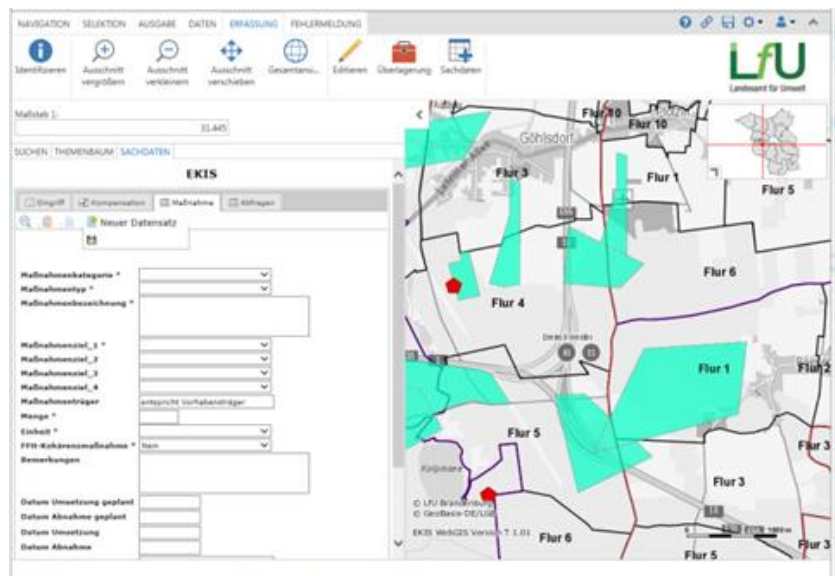 NAVIGATION SELEKTION AUSGABE DATEN ERFASSUNG FEHLERMELDUNG
Identifizieren
Ausschnitt vergrößern
Ausschnitt verkleinern
Ausschnitt verschieben
Gesamtansi...
Editieren
Überlagerung
Sachdaten
LfU
Landesamt für Umwelt
Maßstab 1:
31.445
SUCHEN THEMENBAUM SACHDATEN
EKIS
Eingriff Kompensation Maßnahme Abfragen
Neuer Datensatz
Maßnahmenkategorie *
Maßnahmentyp *
Maßnahmenbezeichnung *
Maßnahmenziel_1 *
Maßnahmenziel_2
Maßnahmenziel_3
Maßnahmenziel_4
Maßnahmenträger entspricht Vorhabensträger
Menge *
Einheit *
FFH-Kohärenzmaßnahme * Nein
Bemerkungen
Datum Umsetzung geplant
Datum Abnahme geplant
Datum Umsetzung
Datum Abnahme
Flur 10
Flur 10
Göhlsdorf
Flur 3
Flur 1
Flur 5
Flur 6
Flur 4
Flur 1
Flur 2
Flur 5
Flur 3
Flur 3
© LfU Brandenburg
© GeoBasis-DE/LGB
EKIS WebGIS Version T 1.01
Flur 6
Flur 5
Flur 3